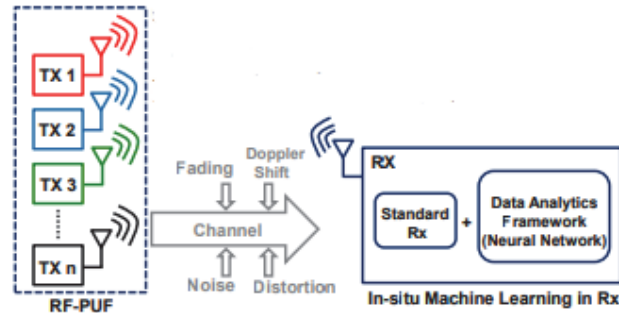 TX 1
TX 2
TX 3
TX n
RF-PUF
Fading
Doppler
Shift
Channel
Noise
Distortion
RX
Standard
Rx
+
Data Analytics
Framework
(Neural Network)
In-situ Machine Learning in Rx